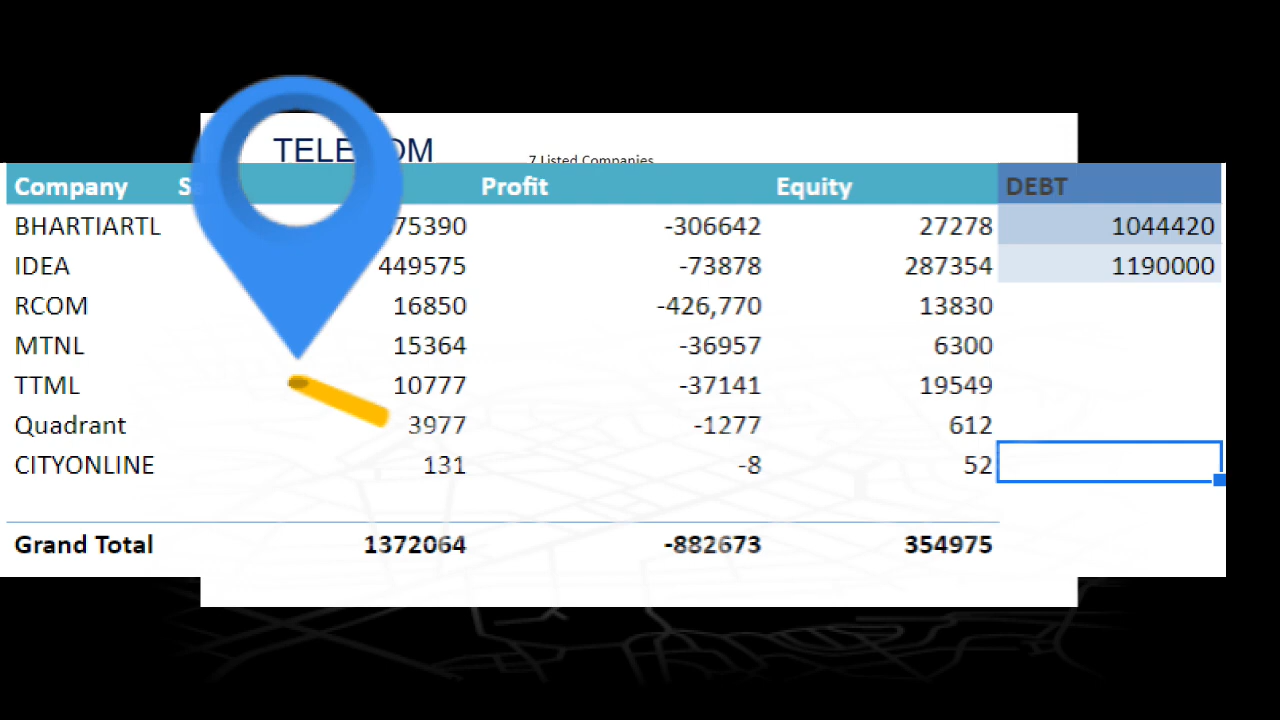 TELE OM
7 Listed Companies
Company Profit Equity DEBT
BHARTIARTL 75390 -306642 27278 1044420
IDEA 449575 -73878 287354 1190000
RCOM 16850 -426,770 13830
MTNL 15364 -36957 6300
TTML 10777 -37141 19549
Quadrant 3977 -1277 612
CITYONLINE 131 -8 52
Grand Total 1372064 -882673 354975